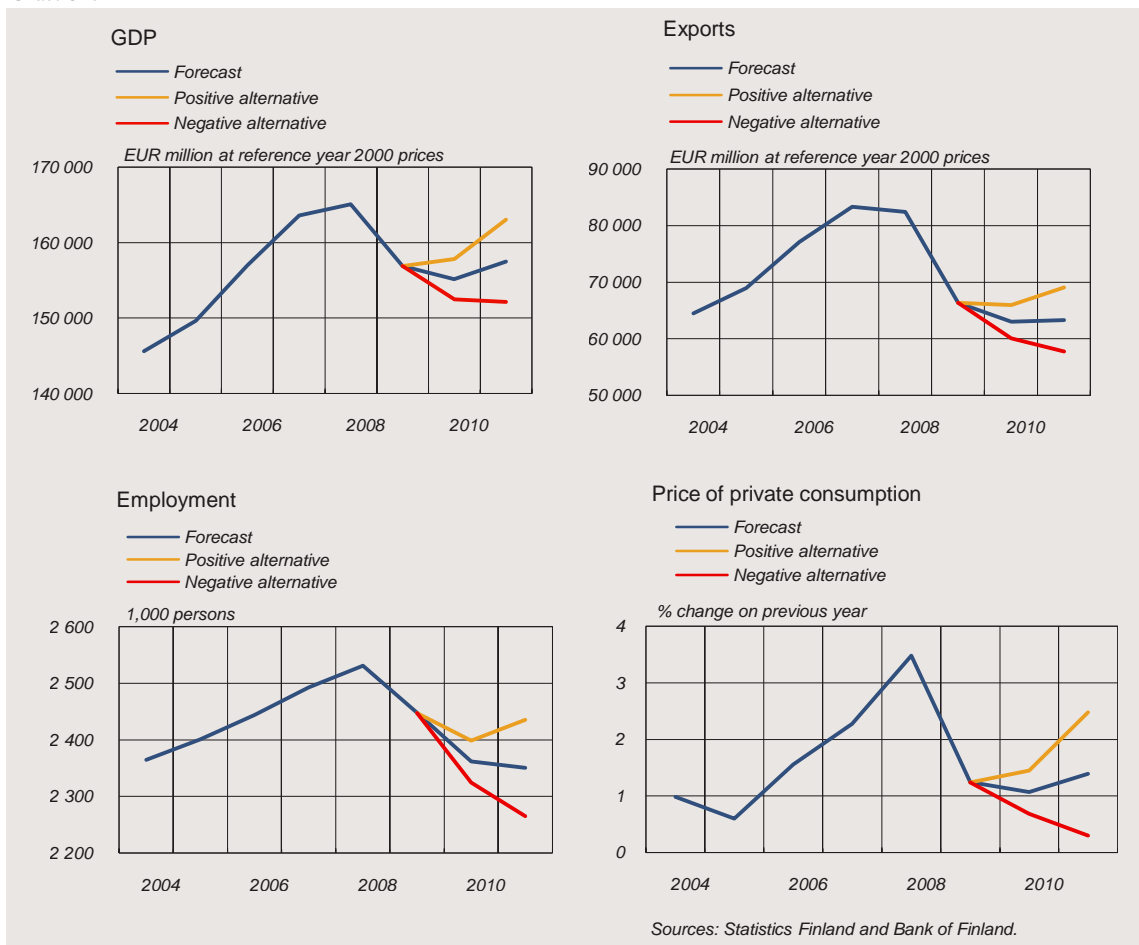 GDP
Forecast
Positive alternative
Negative alternative
EUR million at reference year 2000 prices
170 000
160 000
150 000
140 000
2004 2006 2008 2010
Exports
Forecast
Positive alternative
Negative alternative
EUR million at reference year 2000 prices
90 000
80 000
70 000
60 000
50 000
2004 2006 2008 2010
Employment
Forecast
Positive alternative
Negative alternative
1,000 persons
2 600
2 500
2 400
2 300
2 200
2004 2006 2008 2010
Price of private consumption
Forecast
Positive alternative
Negative alternative
% change on previous year
4
3
2
1
0
2004 2006 2008 2010
Sources: Statistics Finland and Bank of Finland.